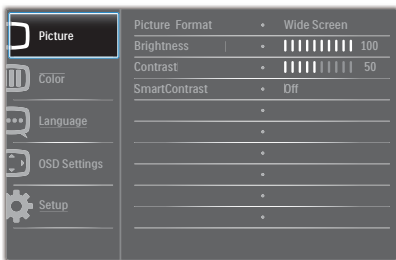 Picture
Color
Language
OSD Settings
Setup
Picture Format • Wide Screen
Brightness • 100
Contrast • 50
SmartContrast • Off
•
•
•
•
•
•